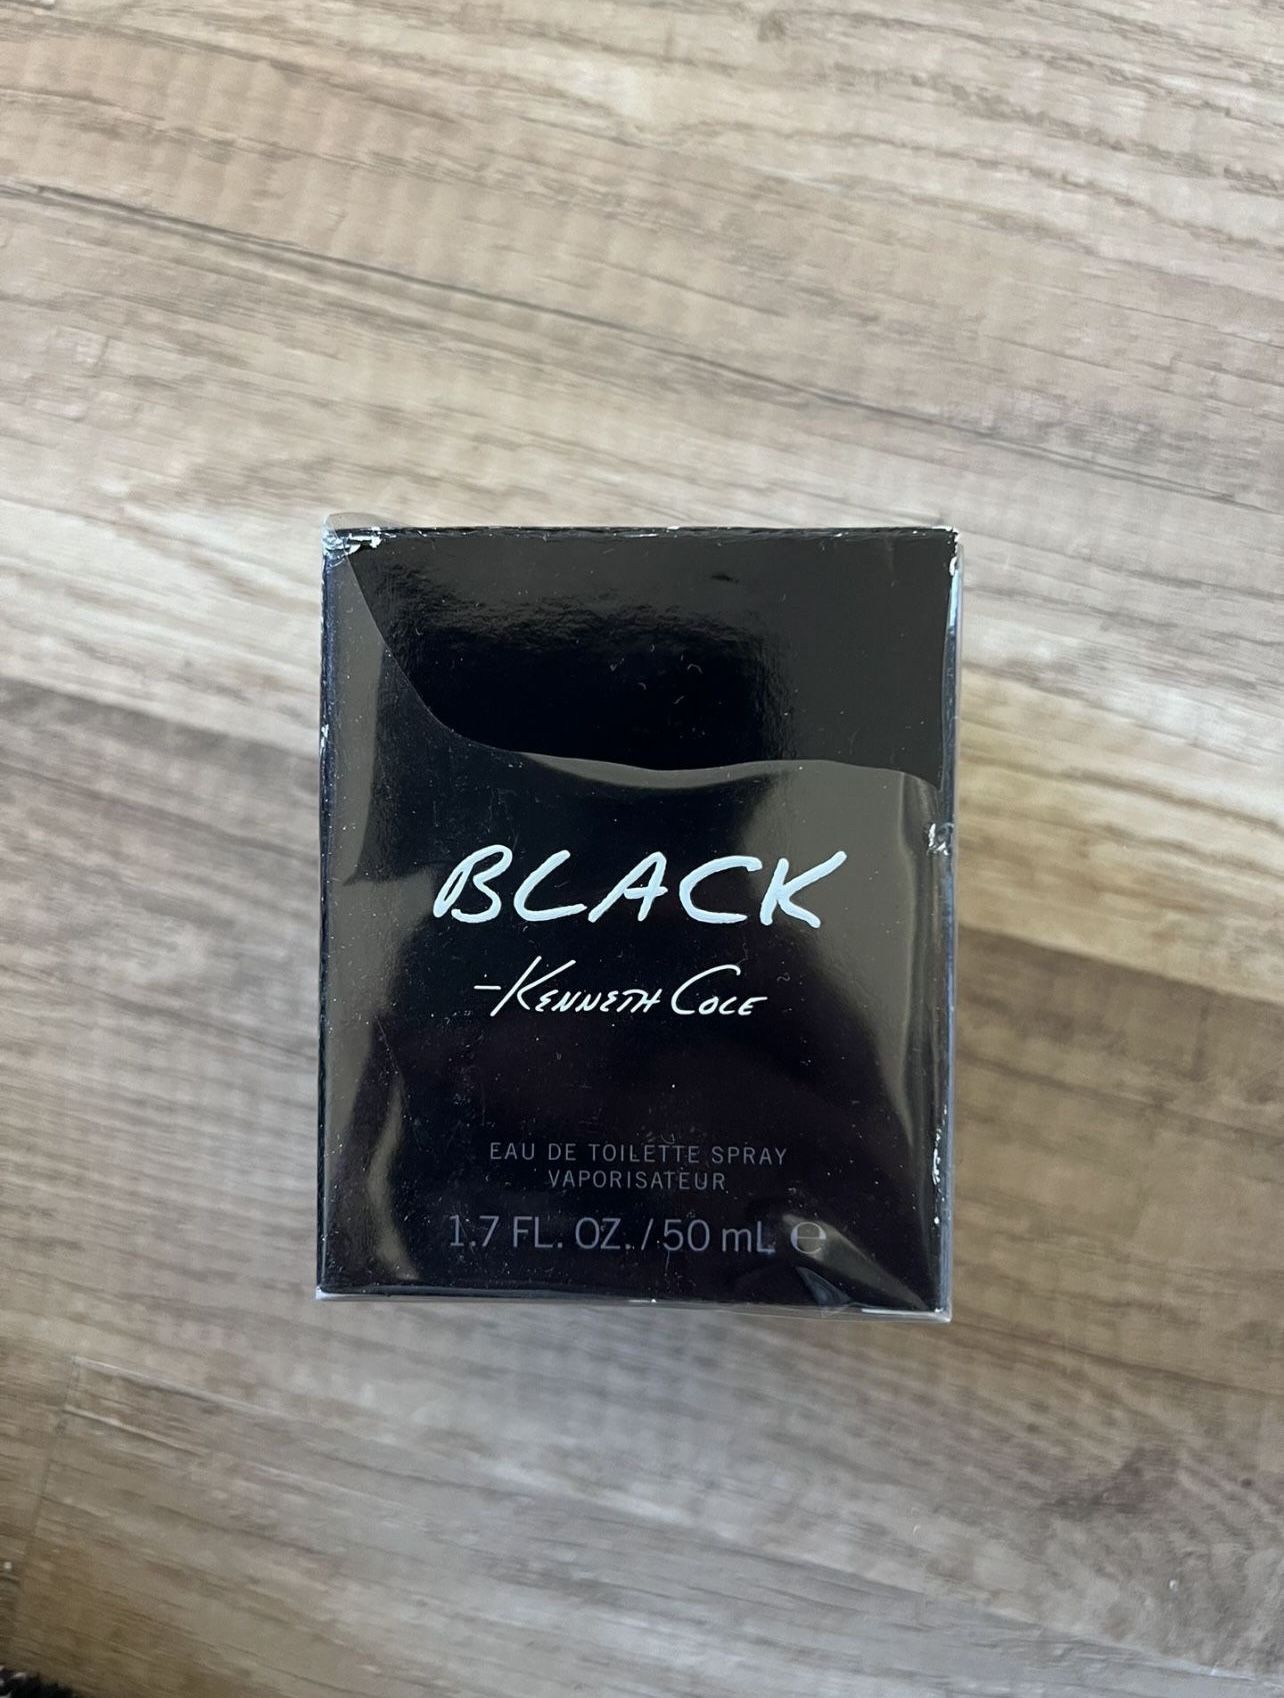 BLACK
-KENNETH COLE
EAU DE TOILETTE SPRAY
VAPORISATEUR
1.7 FL. OZ. / 50 mL ℮